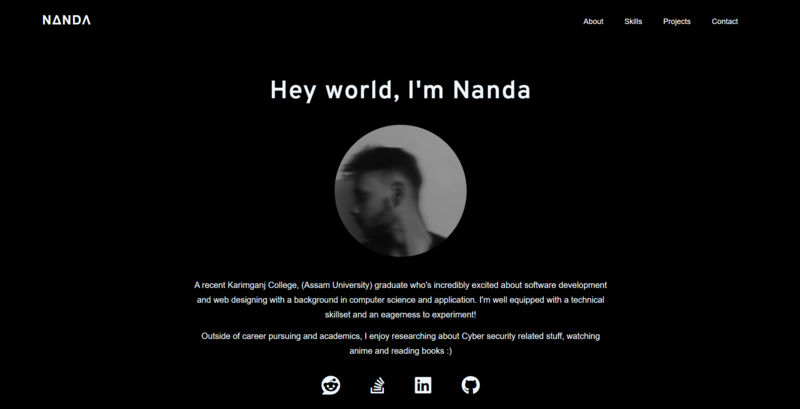 NANDA
About Skills Projects Contact
Hey world, I'm Nanda
A recent Karimganj College, (Assam University) graduate who's incredibly excited about software development
and web designing with a background in computer science and application. I'm well equipped with a technical
skillset and an eagerness to experiment!
Outside of career pursuing and academics, I enjoy researching about Cyber security related stuff, watching
anime and reading books :)
in